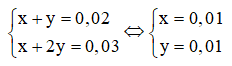 {x + y = 0,02 ⇔ {x = 0,01
{x + 2y = 0,03 {y = 0,01